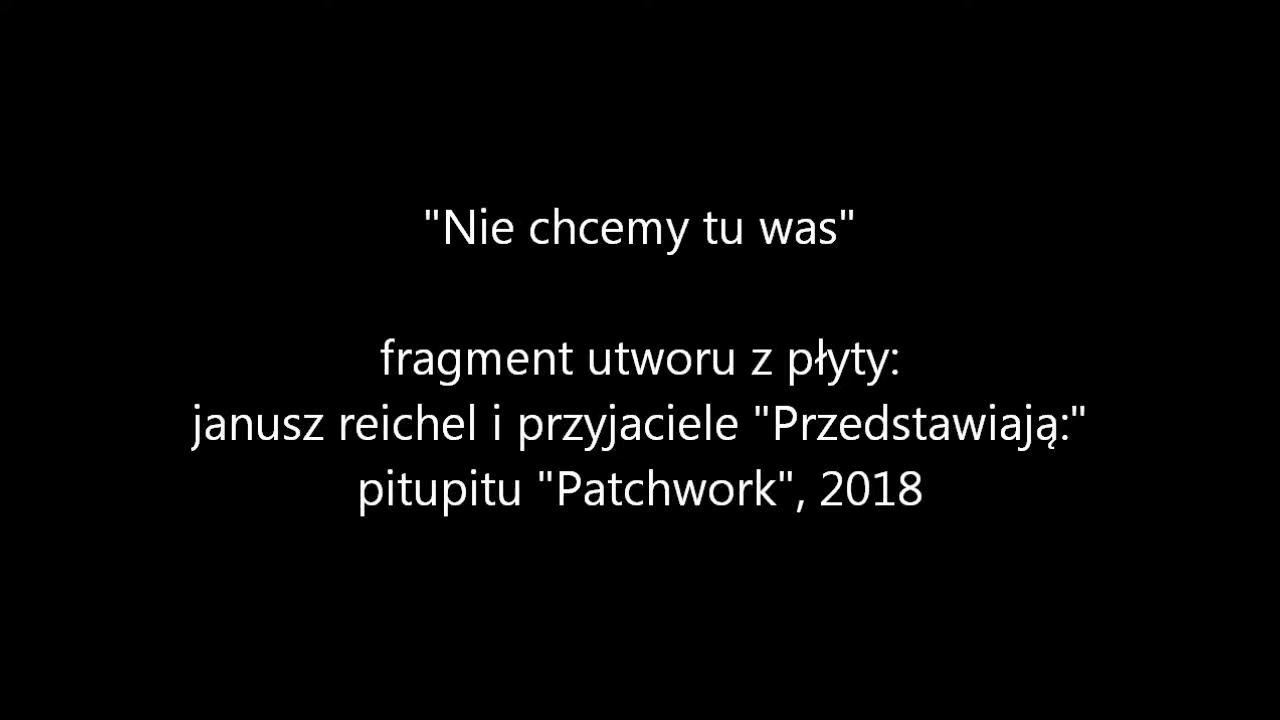 "Nie chcemy tu was"
fragment utworu z płyty:
janusz reichel i przyjaciele "Przedstawiają:"
pitupitu "Patchwork", 2018